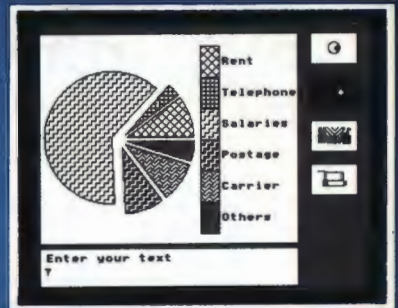 Rent
Telephone
Salaries
Postage
Carrier
Others
Enter your text
?